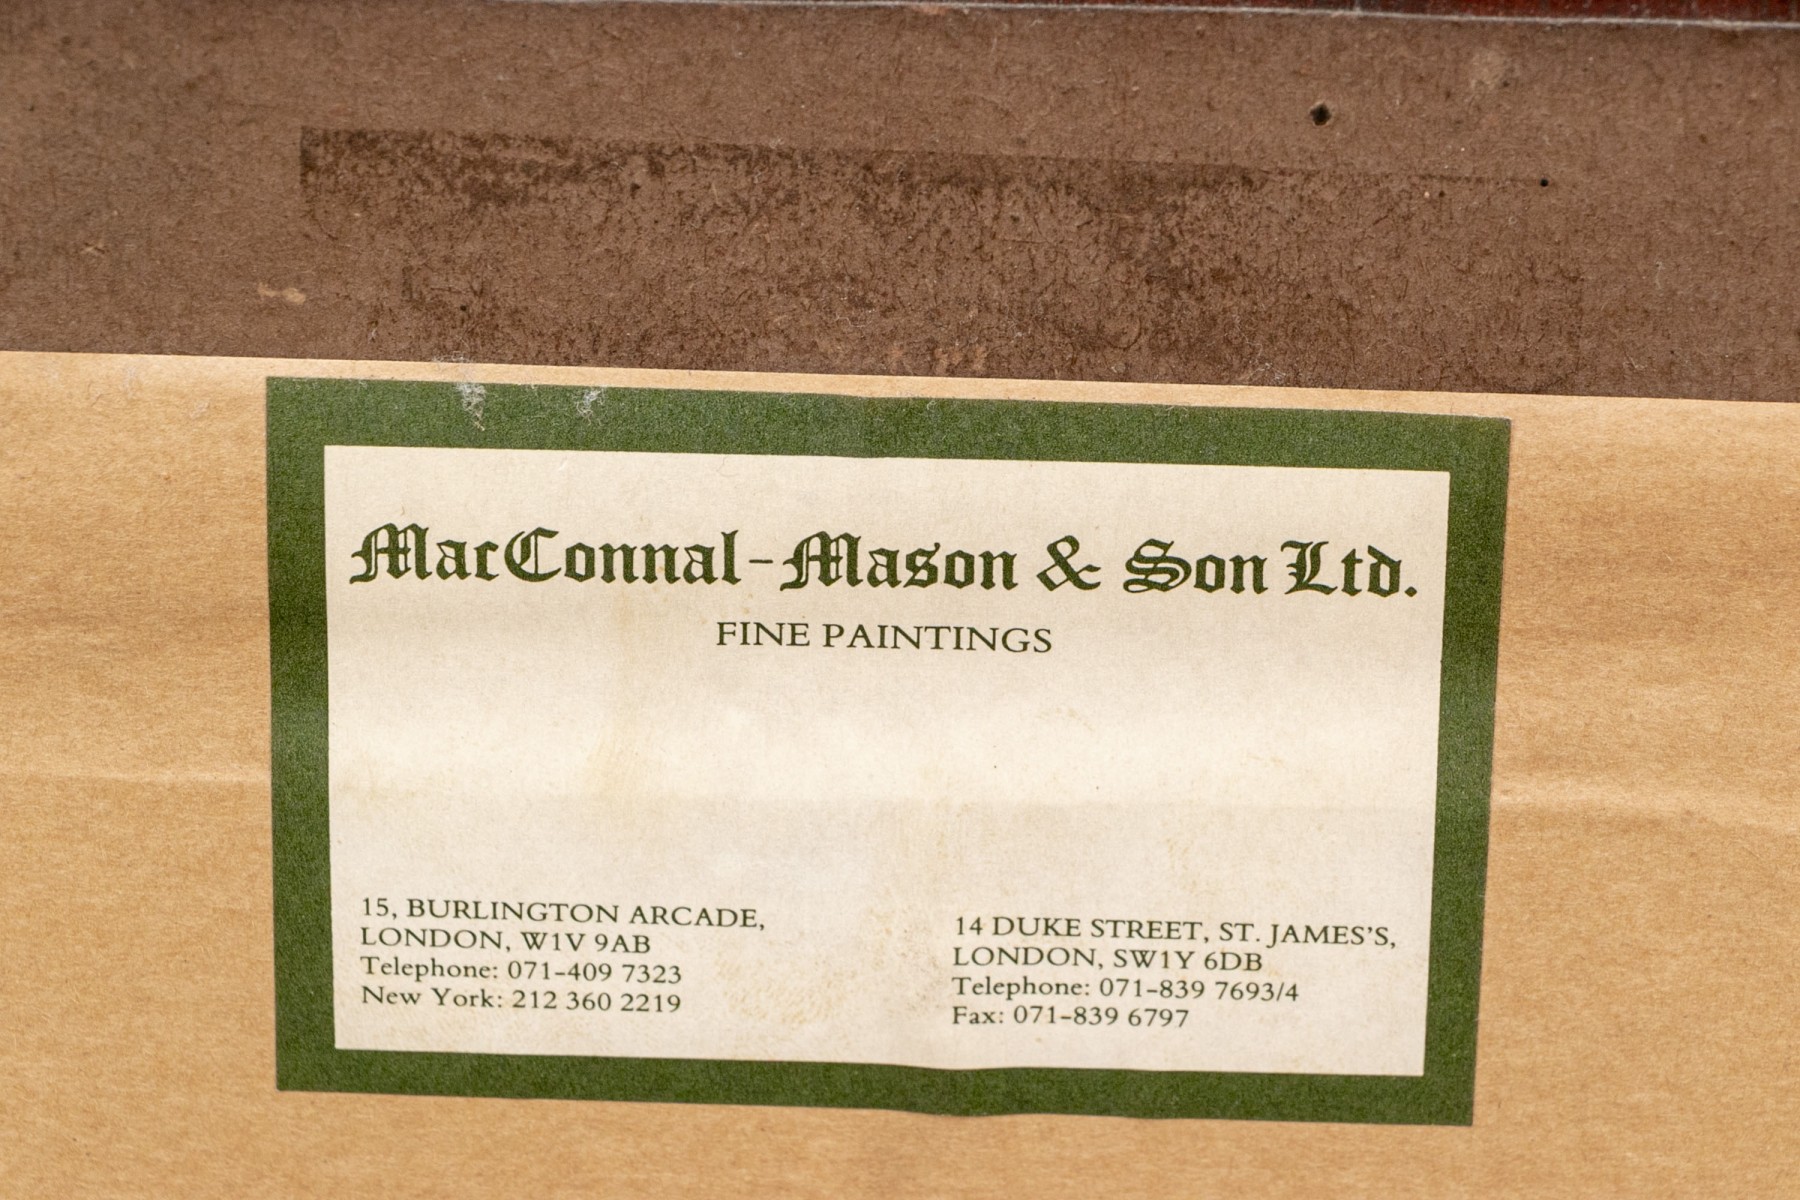 MacConnal-Mason & Son Ltd.
FINE PAINTINGS
15, BURLINGTON ARCADE,
LONDON, W1V 9AB
Telephone: 071-409 7323
New York: 212 360 2219
14 DUKE STREET, ST. JAMES'S,
LONDON, SW1Y 6DB
Telephone: 071-839 7693/4
Fax: 071-839 6797